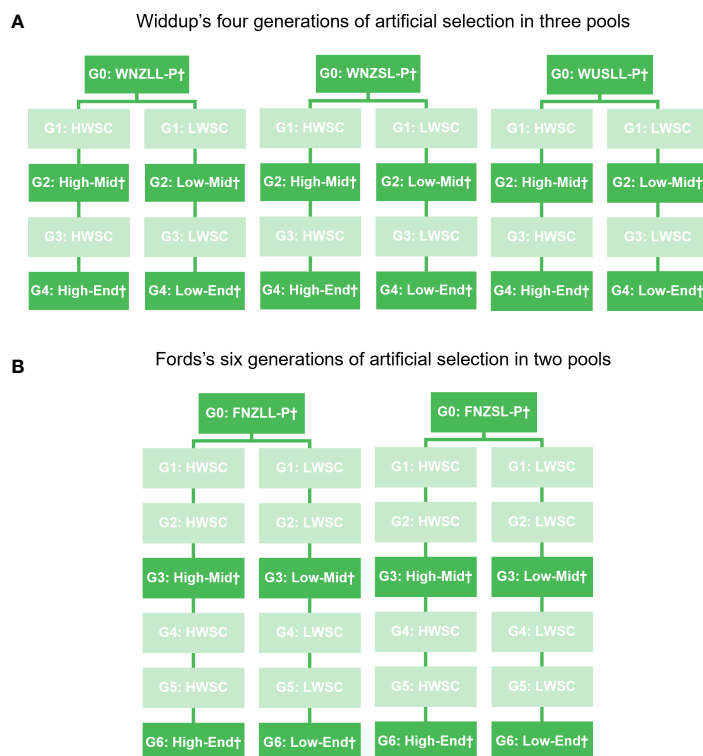 A
Widdup's four generations of artificial selection in three pools
G0: WNZLL-P† G0: WNZSL-P† G0: WUSLL-P†
G1: HWSC G1: LWSC G1: HWSC G1: LWSC G1: HWSC G1: LWSC
G2: High-Mid† G2: Low-Mid† G2: High-Mid† G2: Low-Mid† G2: High-Mid† G2: Low-Mid†
G3: HWSC G3: LWSC G3: HWSC G3: LWSC G3: HWSC G3: LWSC
G4: High-End† G4: Low-End† G4: High-End† G4: Low-End† G4: High-End† G4: Low-End†
B
Fords's six generations of artificial selection in two pools
G0: FNZLL-P† G0: FNZSL-P†
G1: HWSC G1: LWSC G1: HWSC G1: LWSC
G2: HWSC G2: LWSC G2: HWSC G2: LWSC
G3: High-Mid† G3: Low-Mid† G3: High-Mid† G3: Low-Mid†
G4: HWSC G4: LWSC G4: HWSC G4: LWSC
G5: HWSC G5: LWSC G5: HWSC G5: LWSC
G6: High-End† G6: Low-End† G6: High-End† G6: Low-End†